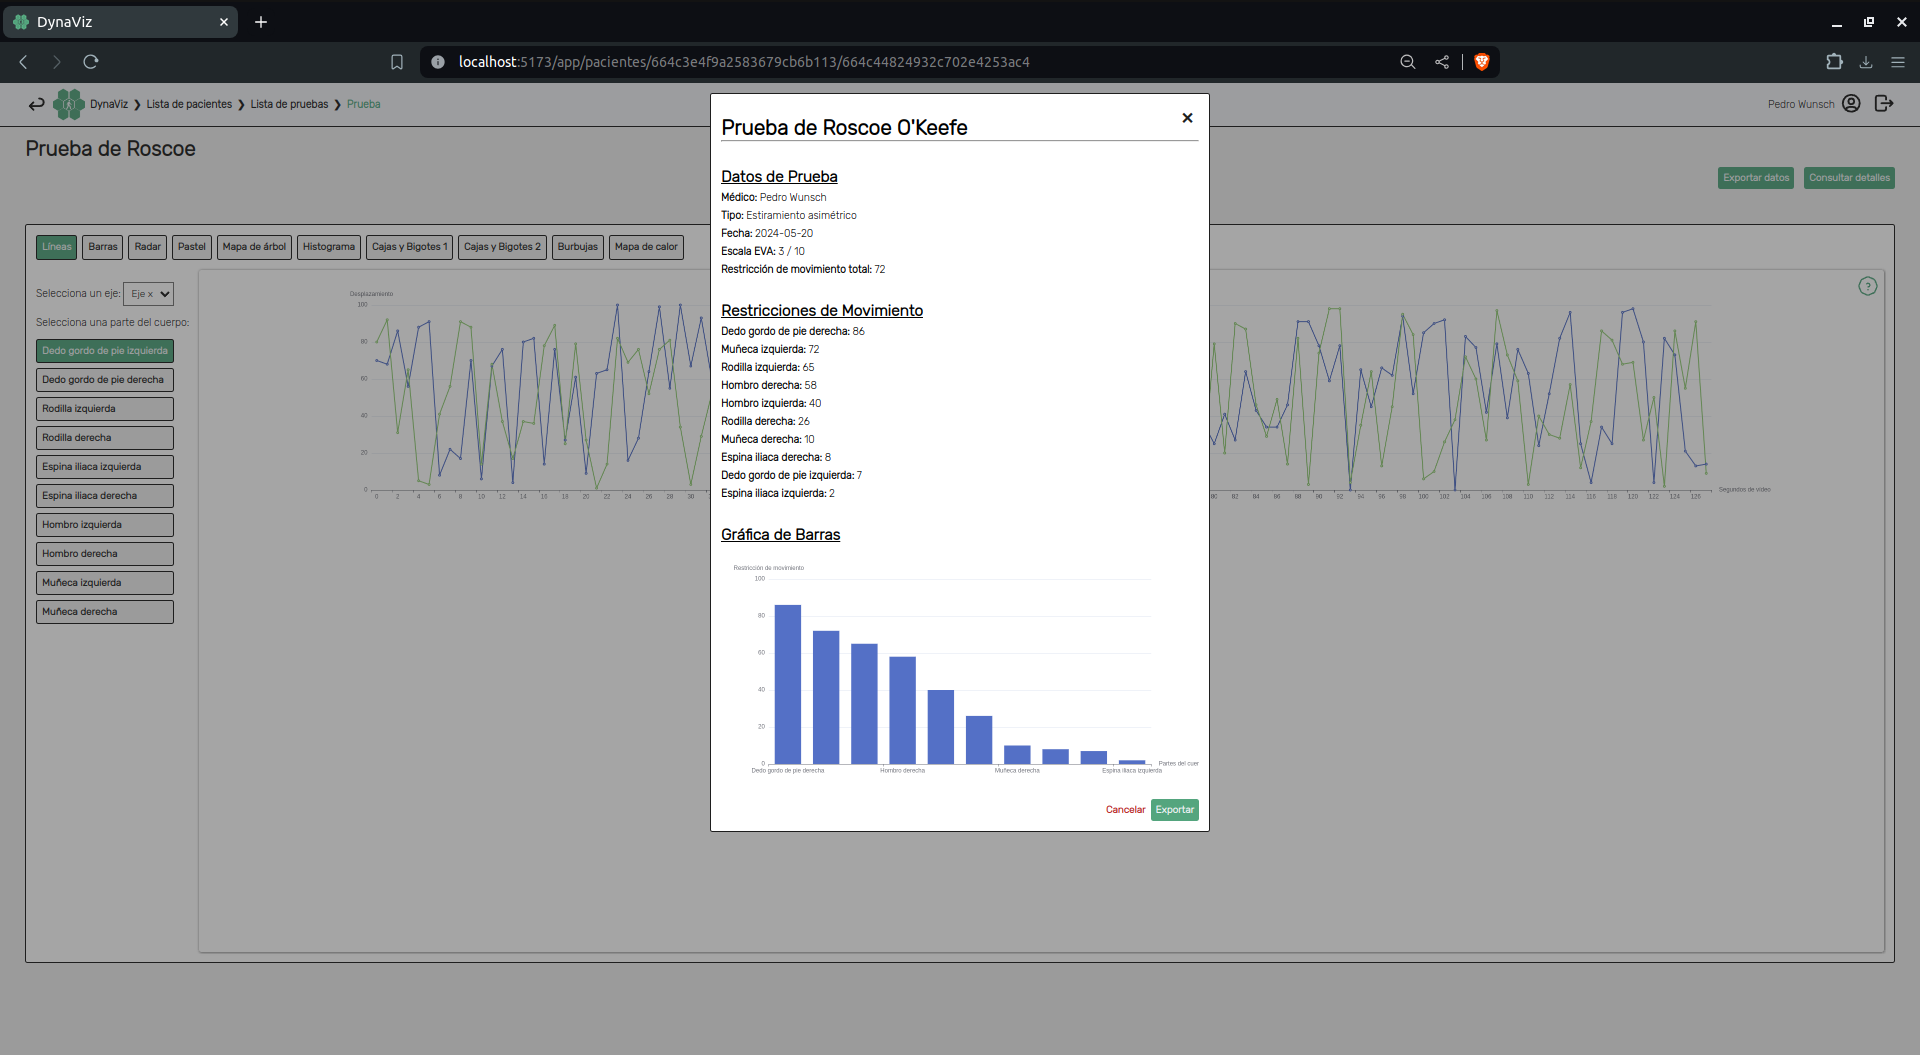 DynaViz
localhost:5173/app/pacientes/664c3e4f9a2583679cb6b113/664c44824932c702e4253ac4
DynaViz ❯ Lista de pacientes ❯ Lista de pruebas ❯ Prueba
Pedro Wunsch
Prueba de Roscoe
Exportar datos
Consultar detalles
Líneas
Barras
Radar
Pastel
Mapa de árbol
Histograma
Cajas y Bigotes 1
Cajas y Bigotes 2
Burbujas
Mapa de calor
Selecciona un eje: Eje x
Selecciona una parte del cuerpo:
Dedo gordo de pie izquierda
Dedo gordo de pie derecha
Rodilla izquierda
Rodilla derecha
Espina iliaca izquierda
Espina iliaca derecha
Hombro izquierda
Hombro derecha
Muñeca izquierda
Muñeca derecha
Desplazamiento
100
80
60
40
20
0
0 2 4 6 8 10 12 14 16 18 20 22 24 26 28 30
82 84 86 88 90 92 94 96 98 100 102 104 106 108 110 112 114 116 118 120 122 124 126
Segundos de video
?
Prueba de Roscoe O'Keefe
Datos de Prueba
Médico: Pedro Wunsch
Tipo: Estiramiento asimétrico
Fecha: 2024-05-20
Escala EVA: 3 / 10
Restricción de movimiento total: 72
Restricciones de Movimiento
Dedo gordo de pie derecha: 86
Muñeca izquierda: 72
Rodilla izquierda: 65
Hombro derecha: 58
Hombro izquierda: 40
Rodilla derecha: 26
Muñeca derecha: 10
Espina iliaca derecha: 8
Dedo gordo de pie izquierda: 7
Espina iliaca izquierda: 2
Gráfica de Barras
Restricción de movimiento
100
80
60
40
20
0
Dedo gordo de pie derecha
Hombro derecha
Muñeca derecha
Espina iliaca izquierda
Partes del cuer
Cancelar
Exportar